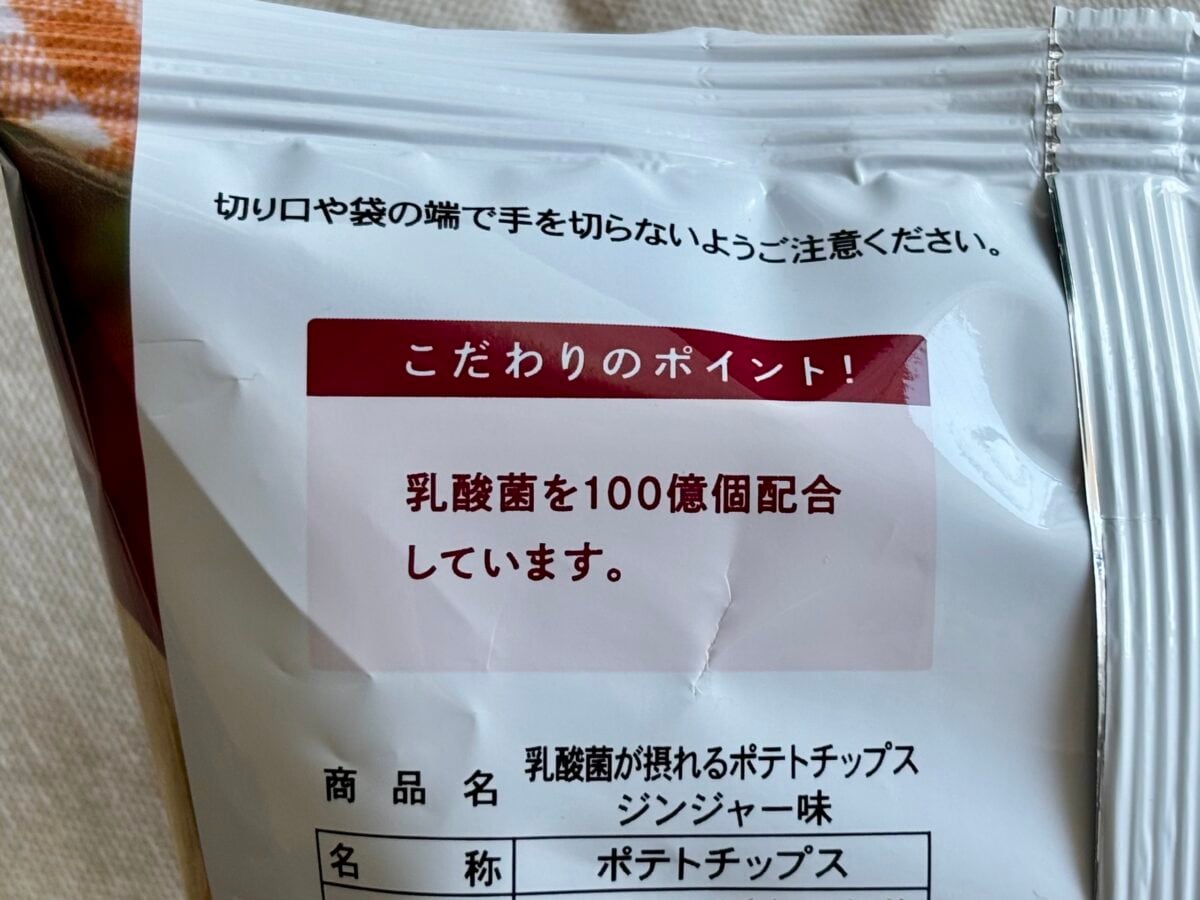 切り口や袋の端で手を切らないようご注意ください。
こだわりのポイント!
乳酸菌を100億個配合
しています。
商品名 乳酸菌が摂れるポテトチップス
ジンジャー味
名称 ポテトチップス